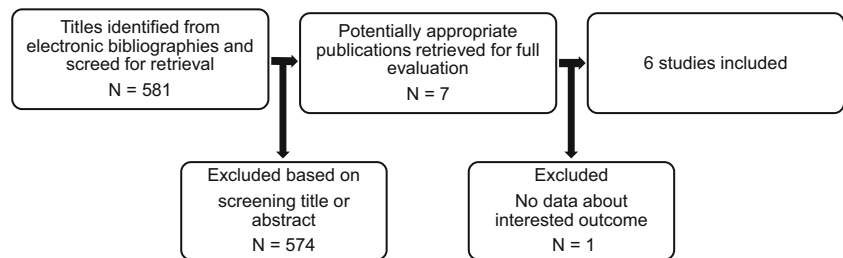 Titles identified from
electronic bibliographies and
screed for retrieval
N = 581
Potentially appropriate
publications retrieved for full
evaluation
N = 7
6 studies included
Excluded based on
screening title or
abstract
N = 574
Excluded
No data about
interested outcome
N = 1